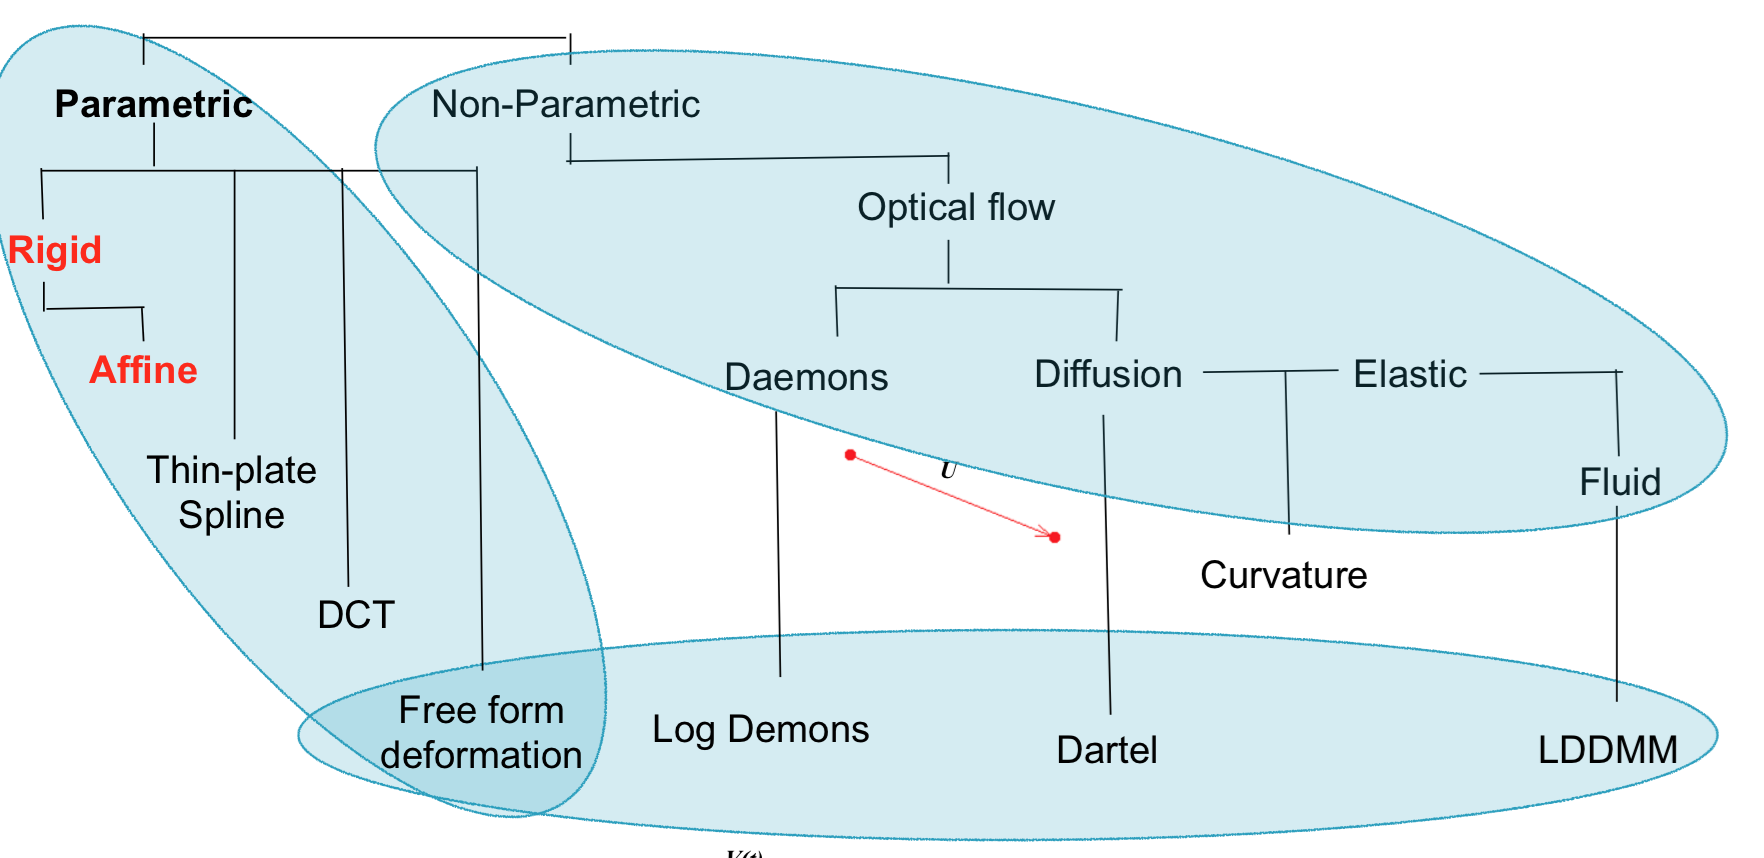 Parametric
Non-Parametric
Optical flow
Rigid
Affine
Daemons
Diffusion
Elastic
Thin-plate
Spline
U
Fluid
Curvature
DCT
Free form
deformation
Log Demons
Dartel
LDDMM
V(t)